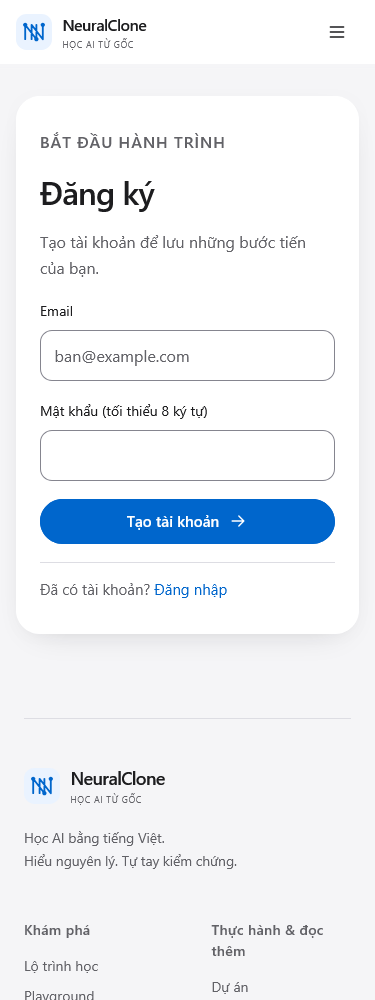 NeuralClone
HỌC AI TỪ GỐC
BẮT ĐẦU HÀNH TRÌNH
Đăng ký
Tạo tài khoản để lưu những bước tiến
của bạn.
Email
ban@example.com
Mật khẩu (tối thiểu 8 ký tự)
Tạo tài khoản →
Đã có tài khoản? Đăng nhập
NeuralClone
HỌC AI TỪ GỐC
Học AI bằng tiếng Việt.
Hiểu nguyên lý. Tự tay kiểm chứng.
Khám phá
Lộ trình học
Playground
Thực hành & đọc
thêm
Dự án